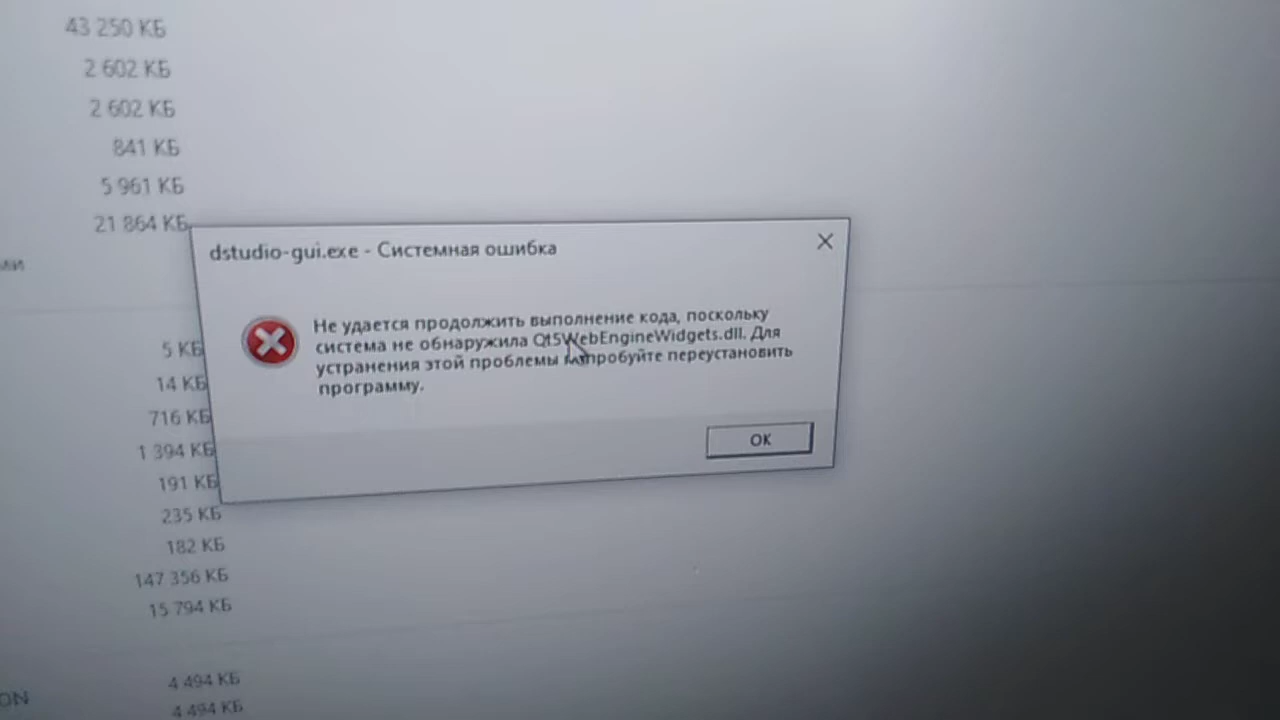 43 250 КБ
2 602 КБ
2 602 КБ
841 КБ
5 961 КБ
21 864 КБ
dstudio-gui.exe - Системная ошибка
Не удается продолжить выполнение кода, поскольку
система не обнаружила Qt5WebEngineWidgets.dll. Для
устранения этой проблемы попробуйте переустановить
программу.
OK
5 КБ
14 КБ
716 КБ
1 394 КБ
191 КБ
235 КБ
182 КБ
147 356 КБ
15 794 КБ
4 494 КБ
ON
4 494 КБ